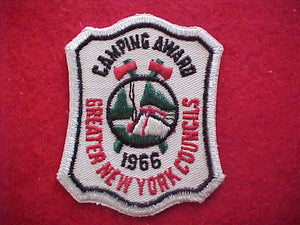 CAMPING AWARD
1966
GREATER NEW YORK COUNCILS